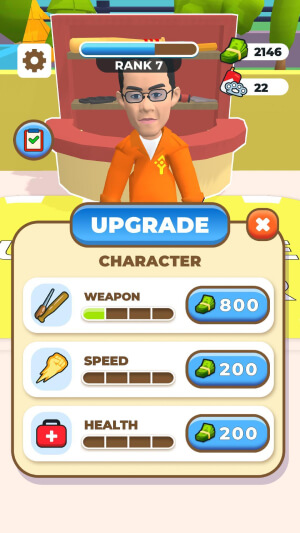 2146
RANK 7
22
UPGRADE
CHARACTER
WEAPON
800
SPEED
200
HEALTH
200